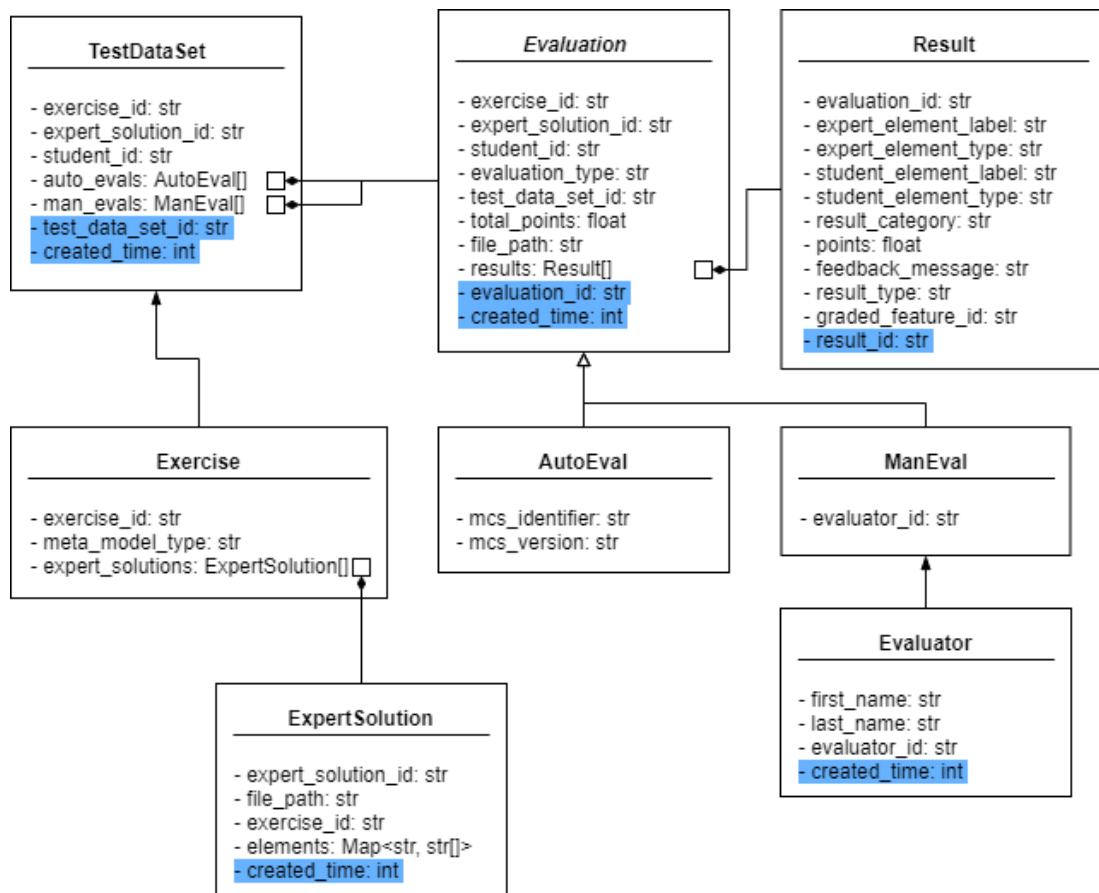 TestDataSet
- exercise_id: str
- expert_solution_id: str
- student_id: str
- auto_evals: AutoEval[]
- man_evals: ManEval[]
- test_data_set_id: str
- created_time: int
Evaluation
- exercise_id: str
- expert_solution_id: str
- student_id: str
- evaluation_type: str
- test_data_set_id: str
- total_points: float
- file_path: str
- results: Result[]
- evaluation_id: str
- created_time: int
Result
- evaluation_id: str
- expert_element_label: str
- expert_element_type: str
- student_element_label: str
- student_element_type: str
- result_category: str
- points: float
- feedback_message: str
- result_type: str
- graded_feature_id: str
- result_id: str
Exercise
- exercise_id: str
- meta_model_type: str
- expert_solutions: ExpertSolution[]
AutoEval
- mcs_identifier: str
- mcs_version: str
ManEval
- evaluator_id: str
Evaluator
- first_name: str
- last_name: str
- evaluator_id: str
- created_time: int
ExpertSolution
- expert_solution_id: str
- file_path: str
- exercise_id: str
- elements: Map<str, str[]>
- created_time: int